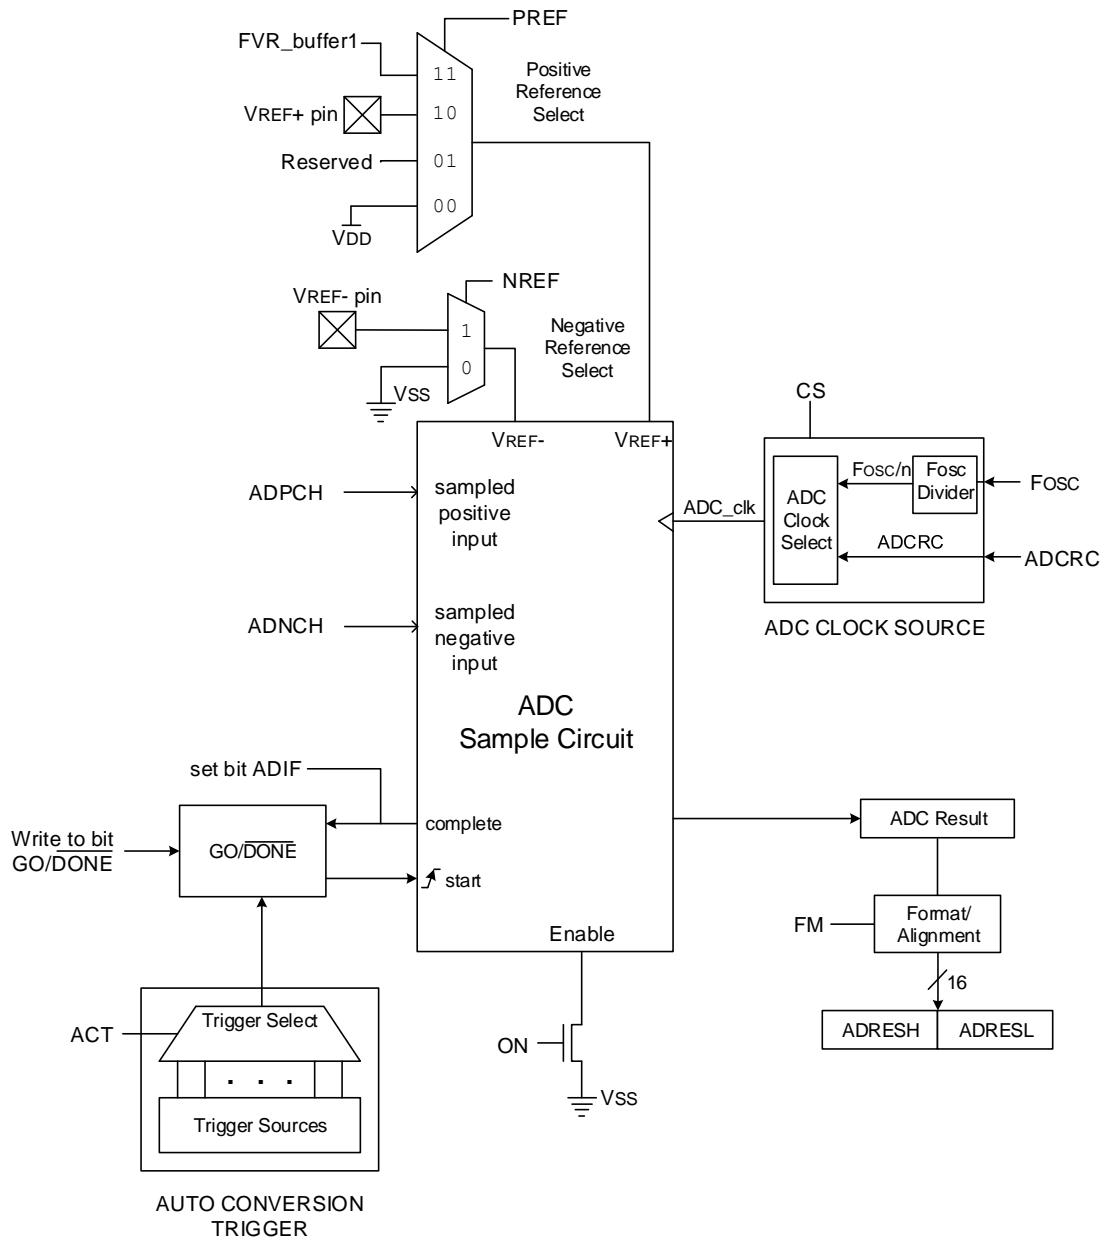 PREF
FVR_buffer1
11
Positive
Reference
Select
VREF+ pin
10
Reserved
01
00
VDD
NREF
VREF- pin
1
Negative
Reference
Select
0
VSS
CS
VREF-
VREF+
ADPCH
sampled
positive
input
ADC_clk
ADC
Clock
Select
FOSC/n
Fosc
Divider
FOSC
ADCRC
ADCRC
ADC CLOCK SOURCE
ADNCH
sampled
negative
input
ADC
Sample Circuit
set bit ADIF
complete
Write to bit
GO/DONE
GO/DONE
start
ADC Result
Enable
FM
Format/
Alignment
16
ADRESH
ADRESL
ACT
Trigger Select
. . .
Trigger Sources
ON
VSS
AUTO CONVERSION
TRIGGER